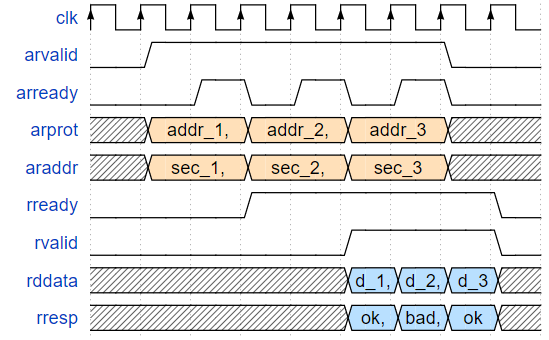 clk
arvalid
arready
arprot addr_1, addr_2, addr_3
araddr sec_1, sec_2, sec_3
rready
rvalid
rddata d_1, d_2, d_3
rresp ok, bad, ok